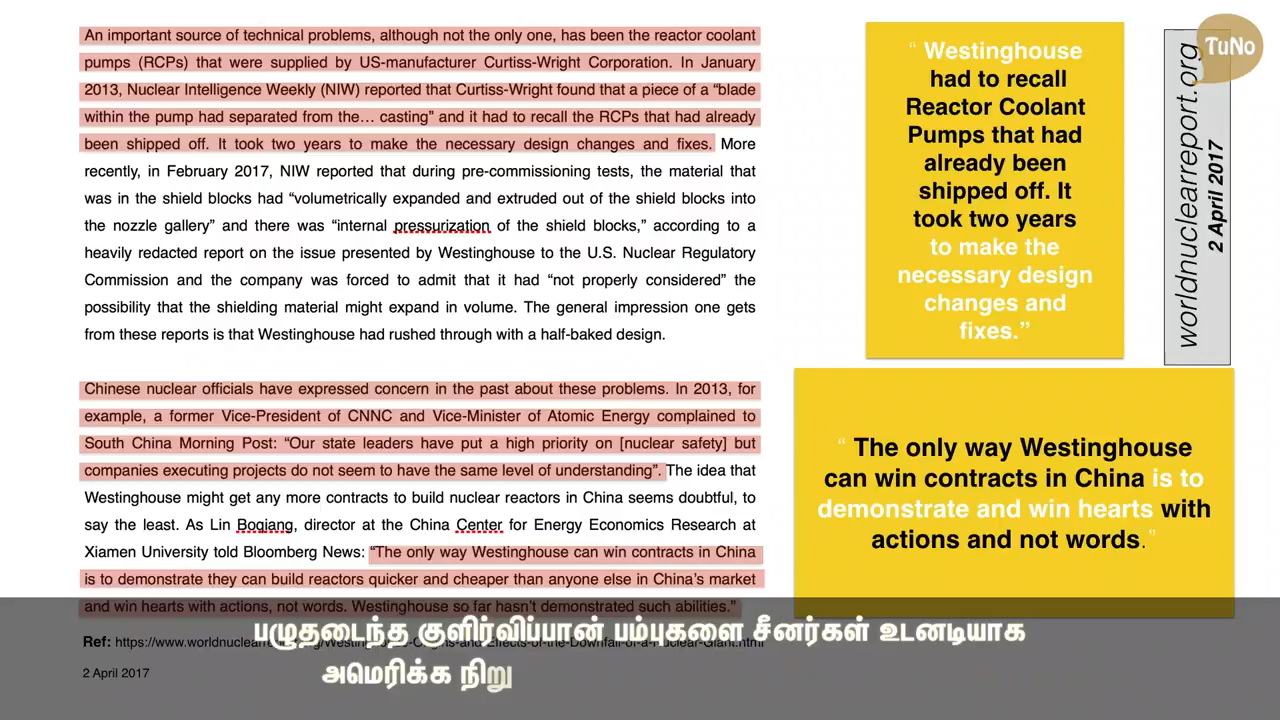 An important source of technical problems, although not the only one, has been the reactor coolant
pumps (RCPs) that were supplied by US-manufacturer Curtiss-Wright Corporation. In January
2013, Nuclear Intelligence Weekly (NIW) reported that Curtiss-Wright found that a piece of a “blade
within the pump had separated from the… casting” and it had to recall the RCPs that had already
been shipped off. It took two years to make the necessary design changes and fixes. More
recently, in February 2017, NIW reported that during pre-commissioning tests, the material that
was in the shield blocks had “volumetrically expanded and extruded out of the shield blocks into
the nozzle gallery” and there was “internal pressurization of the shield blocks,” according to a
heavily redacted report on the issue presented by Westinghouse to the U.S. Nuclear Regulatory
Commission and the company was forced to admit that it had “not properly considered” the
possibility that the shielding material might expand in volume. The general impression one gets
from these reports is that Westinghouse had rushed through with a half-baked design.
Chinese nuclear officials have expressed concern in the past about these problems. In 2013, for
example, a former Vice-President of CNNC and Vice-Minister of Atomic Energy complained to
South China Morning Post: “Our state leaders have put a high priority on [nuclear safety] but
companies executing projects do not seem to have the same level of understanding”. The idea that
Westinghouse might get any more contracts to build nuclear reactors in China seems doubtful, to
say the least. As Lin Boqiang, director at the China Center for Energy Economics Research at
Xiamen University told Bloomberg News: “The only way Westinghouse can win contracts in China
is to demonstrate they can build reactors quicker and cheaper than anyone else in China’s market
and win hearts with actions, not words. Westinghouse so far hasn’t demonstrated such abilities.”
Ref: https://www.worldnuclearreport.org/Westinghouse-Origins-and-Effects-of-the-Downfall-of-a-Nuclear-Giant.html
2 April 2017
“ Westinghouse
had to recall
Reactor Coolant
Pumps that had
already been
shipped off. It
took two years
to make the
necessary design
changes and
fixes.”
worldnuclearreport.org
2 April 2017
TuNo
“ The only way Westinghouse
can win contracts in China is to
demonstrate and win hearts with
actions and not words.”
பழுதடைந்த குளிர்விப்பான் பம்புகளை சீனர்கள் உடனடியாக
அமெரிக்க நிறு